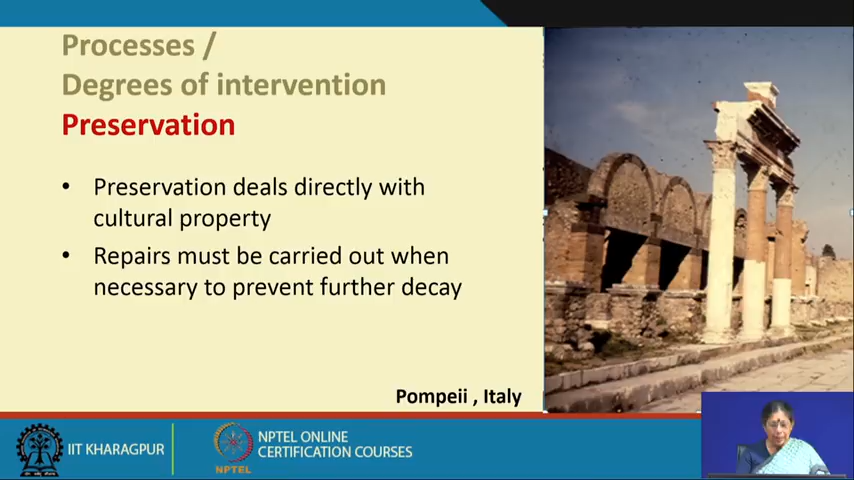 Processes /
Degrees of intervention
Preservation
• Preservation deals directly with
cultural property
• Repairs must be carried out when
necessary to prevent further decay
Pompeii , Italy
IIT KHARAGPUR
NPTEL
NPTEL ONLINE
CERTIFICATION COURSES